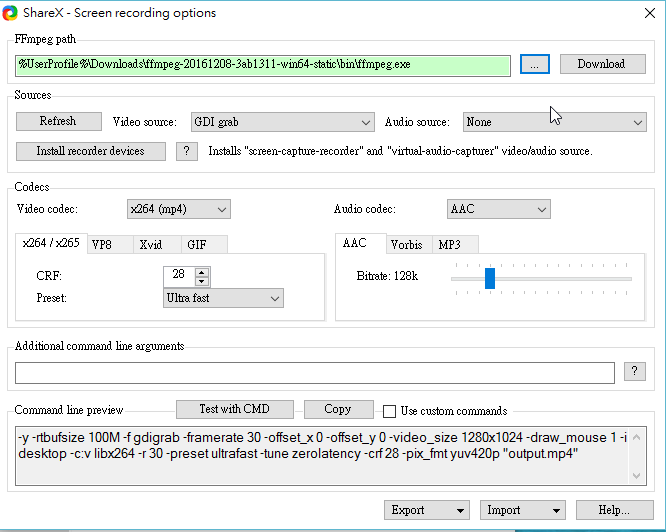 ShareX - Screen recording options
FFmpeg path
%UserProfile%\Downloads\ffmpeg-20161208-3ab1311-win64-static\bin\ffmpeg.exe
...
Download
Sources
Refresh
Video source:
GDI grab
Audio source:
None
Install recorder devices
?
Installs "screen-capture-recorder" and "virtual-audio-capturer" video/audio source.
Codecs
Video codec:
x264 (mp4)
Audio codec:
AAC
x264 / x265
VP8
Xvid
GIF
AAC
Vorbis
MP3
CRF:
28
Bitrate: 128k
Preset:
Ultra fast
Additional command line arguments
?
Command line preview
Test with CMD
Copy
Use custom commands
-y -rtbufsize 100M -f gdigrab -framerate 30 -offset_x 0 -offset_y 0 -video_size 1280x1024 -draw_mouse 1 -i
desktop -c:v libx264 -r 30 -preset ultrafast -tune zerolatency -crf 28 -pix_fmt yuv420p "output.mp4"
Export
Import
Help...